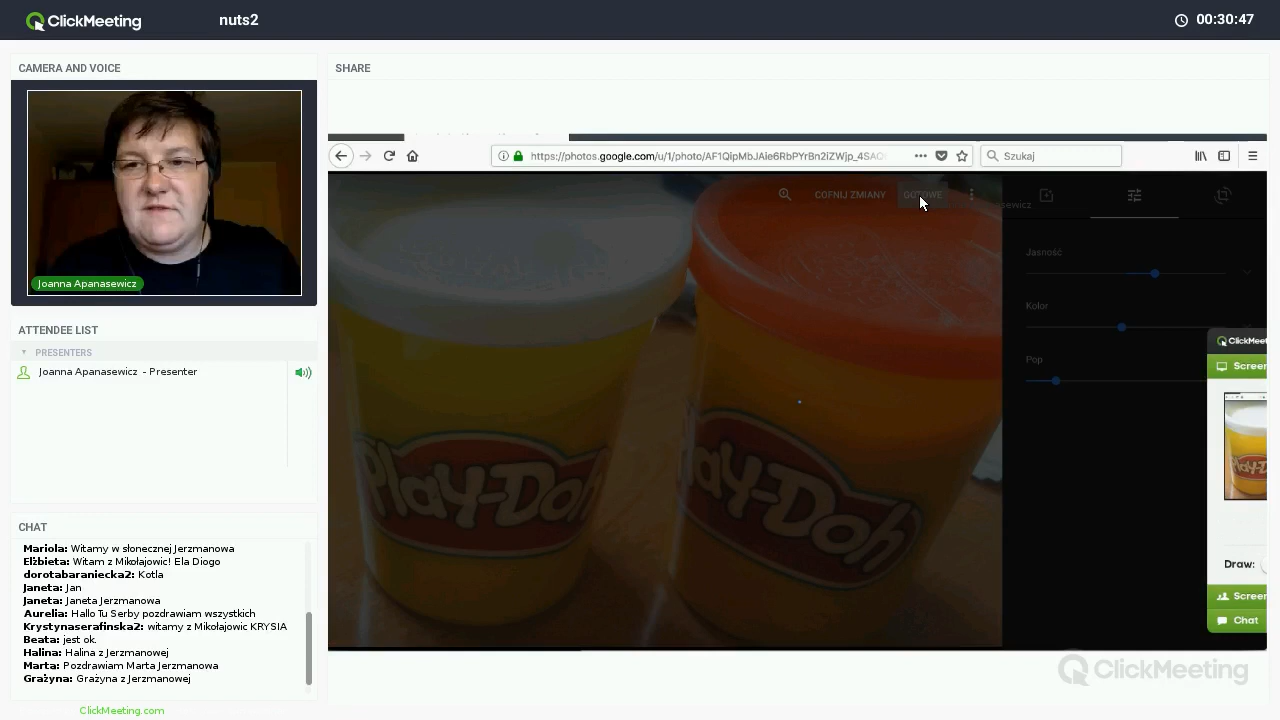 ClickMeeting
nuts2
00:30:47
CAMERA AND VOICE
SHARE
Joanna Apanasewicz
https://photos.google.com/u/1/photo/AF1QipMbJAie6RbPYrBn2iZWjp_4SAQ
Szukaj
COFNIJ ZMIANY
GOTOWE
sewicz
Jasność
Kolor
Pop
Play-Doh
Play-Doh
ClickMeet
Screer
Draw:
Screer
Chat
ATTENDEE LIST
PRESENTERS
Joanna Apanasewicz - Presenter
CHAT
Mariola: Witamy w słonecznej Jerzmanowa
Elżbieta: Witam z Mikołajowic! Ela Diogo
dorotabaraniecka2: Kotla
Janeta: Jan
Janeta: Janeta Jerzmanowa
Aurelia: Hallo Tu Serby pozdrawiam wszystkich
Krystynaserafinska2: witamy z Mikołajowic KRYSIA
Beata: jest ok.
Halina: Halina z Jerzmanowej
Marta: Pozdrawiam Marta Jerzmanowa
Grażyna: Grażyna z Jerzmanowej
ClickMeeting.com
ClickMeeting